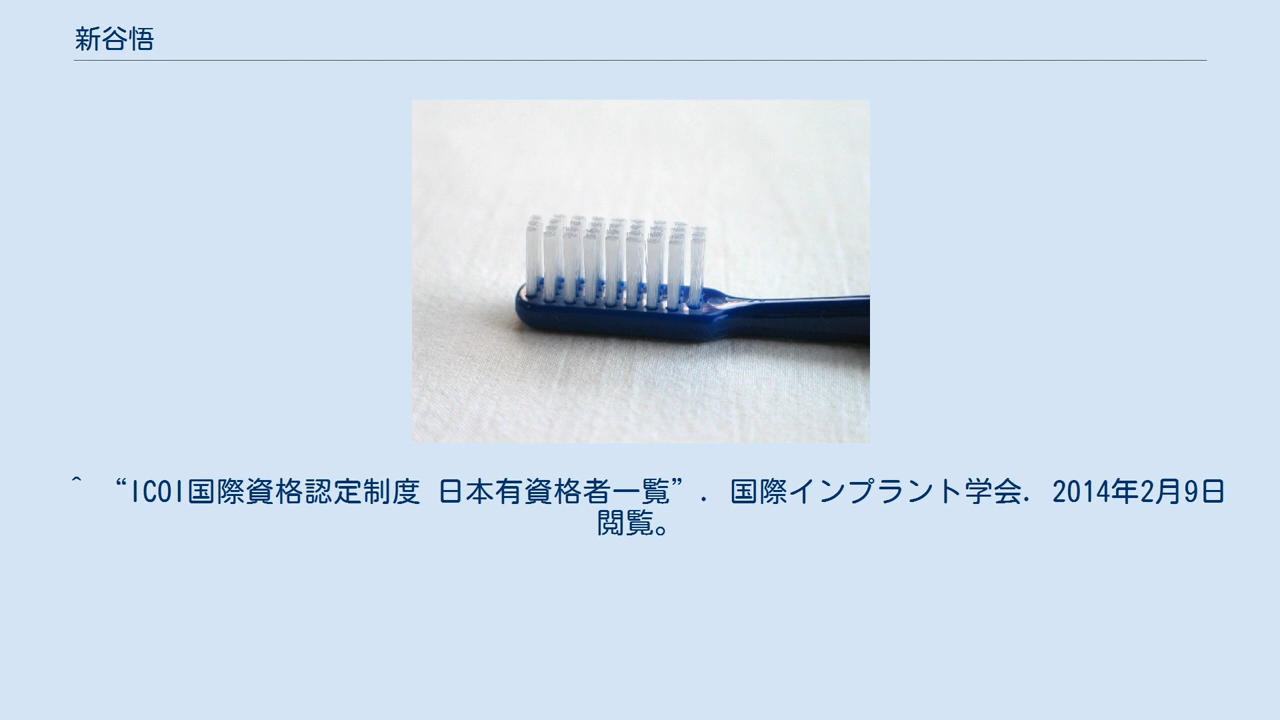 新谷悟
^ “ICOI国際資格認定制度 日本有資格者一覧”. 国際インプラント学会. 2014年2月9日
閲覧。